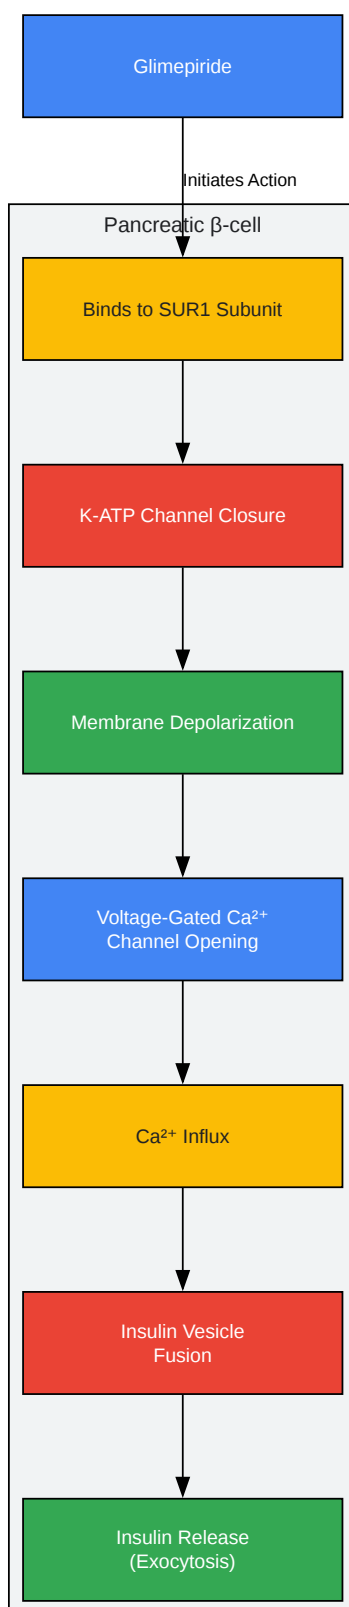 Glimepiride
Initiates Action
Pancreatic β-cell
Binds to SUR1 Subunit
K-ATP Channel Closure
Membrane Depolarization
Voltage-Gated Ca²⁺
Channel Opening
Ca²⁺ Influx
Insulin Vesicle
Fusion
Insulin Release
(Exocytosis)